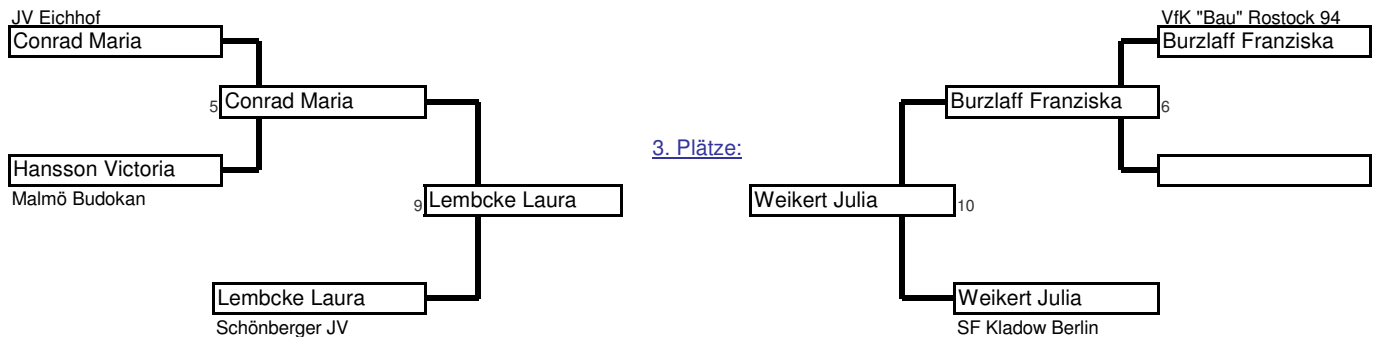 JV Eichhof
Conrad Maria
5 Conrad Maria
Hansson Victoria
Malmö Budokan
9 Lembcke Laura
Lembcke Laura
Schönberger JV
3. Plätze:
VfK "Bau" Rostock 94
Burzlaff Franziska
Burzlaff Franziska 6
Weikert Julia 10
Weikert Julia
SF Kladow Berlin